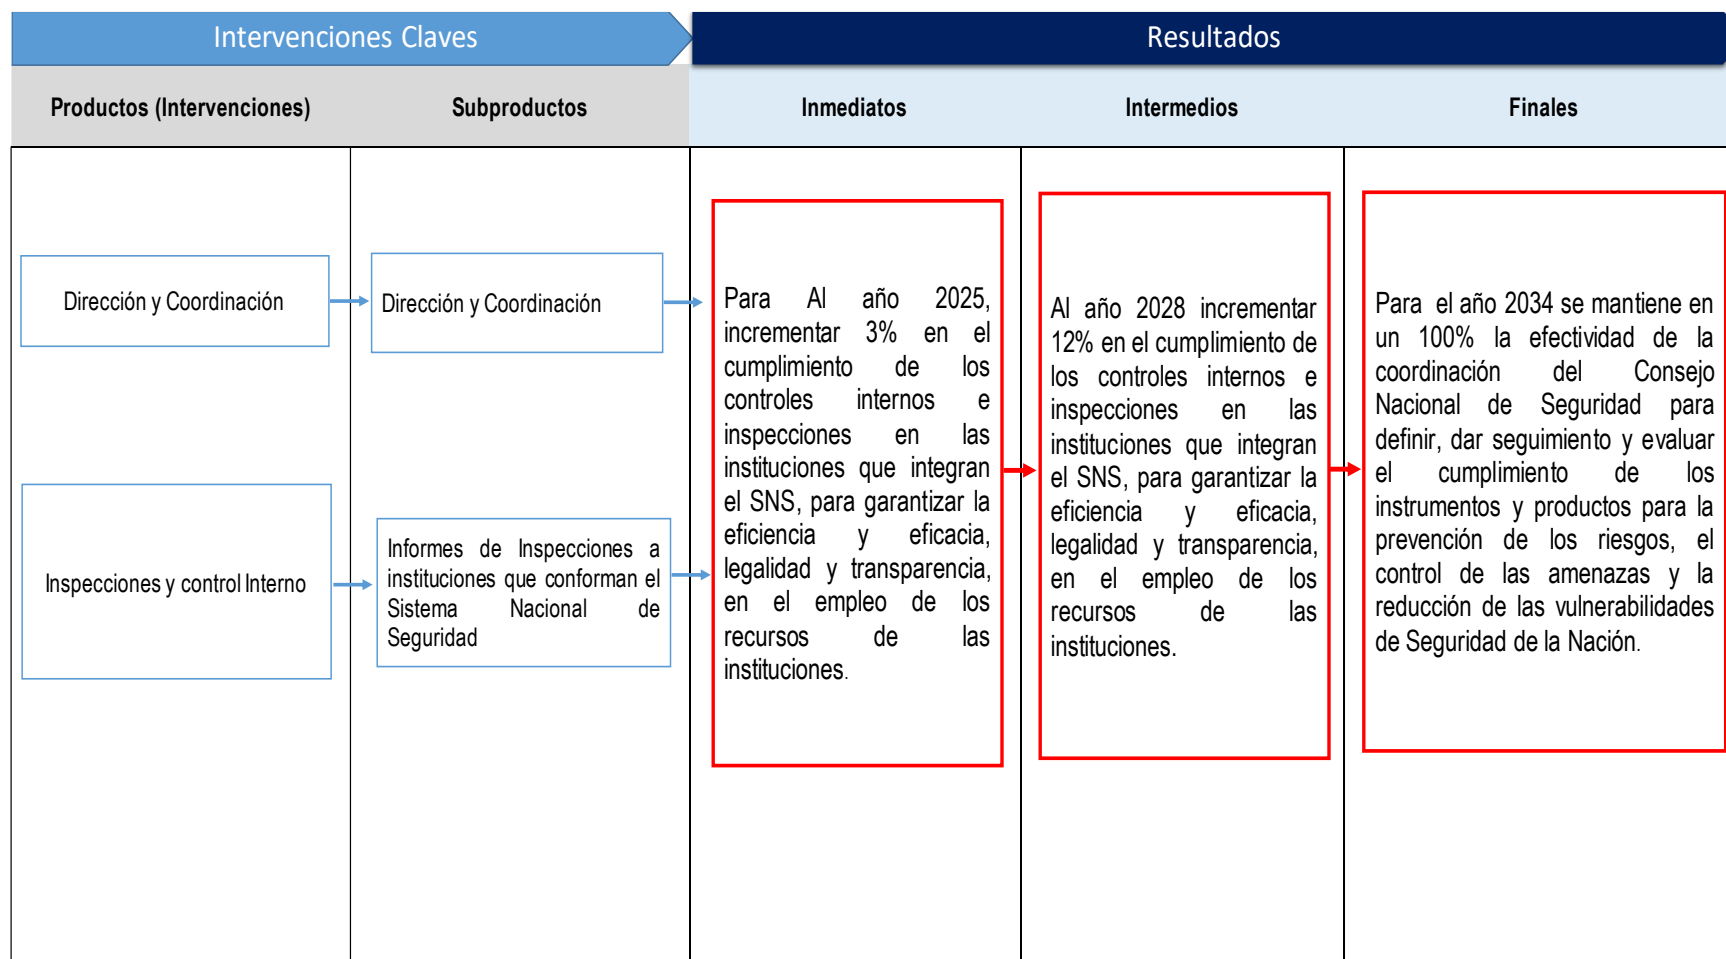 Intervenciones Claves
Resultados
Productos (Intervenciones)
Subproductos
Inmediatos
Intermedios
Finales
Dirección y Coordinación
Dirección y Coordinación
Inspecciones y control Interno
Informes de Inspecciones a
instituciones que conforman el
Sistema Nacional de
Seguridad
Para Al año 2025,
incrementar 3% en el
cumplimiento de los
controles internos e
inspecciones en las
instituciones que integran
el SNS, para garantizar la
eficiencia y eficacia,
legalidad y transparencia,
en el empleo de los
recursos de las
instituciones.
Al año 2028 incrementar
12% en el cumplimiento de
los controles internos e
inspecciones en las
instituciones que integran
el SNS, para garantizar la
eficiencia y eficacia,
legalidad y transparencia,
en el empleo de los
recursos de las
instituciones.
Para el año 2034 se mantiene en
un 100% la efectividad de la
coordinación del Consejo
Nacional de Seguridad para
definir, dar seguimiento y evaluar
el cumplimiento de los
instrumentos y productos para la
prevención de los riesgos, el
control de las amenazas y la
reducción de las vulnerabilidades
de Seguridad de la Nación.